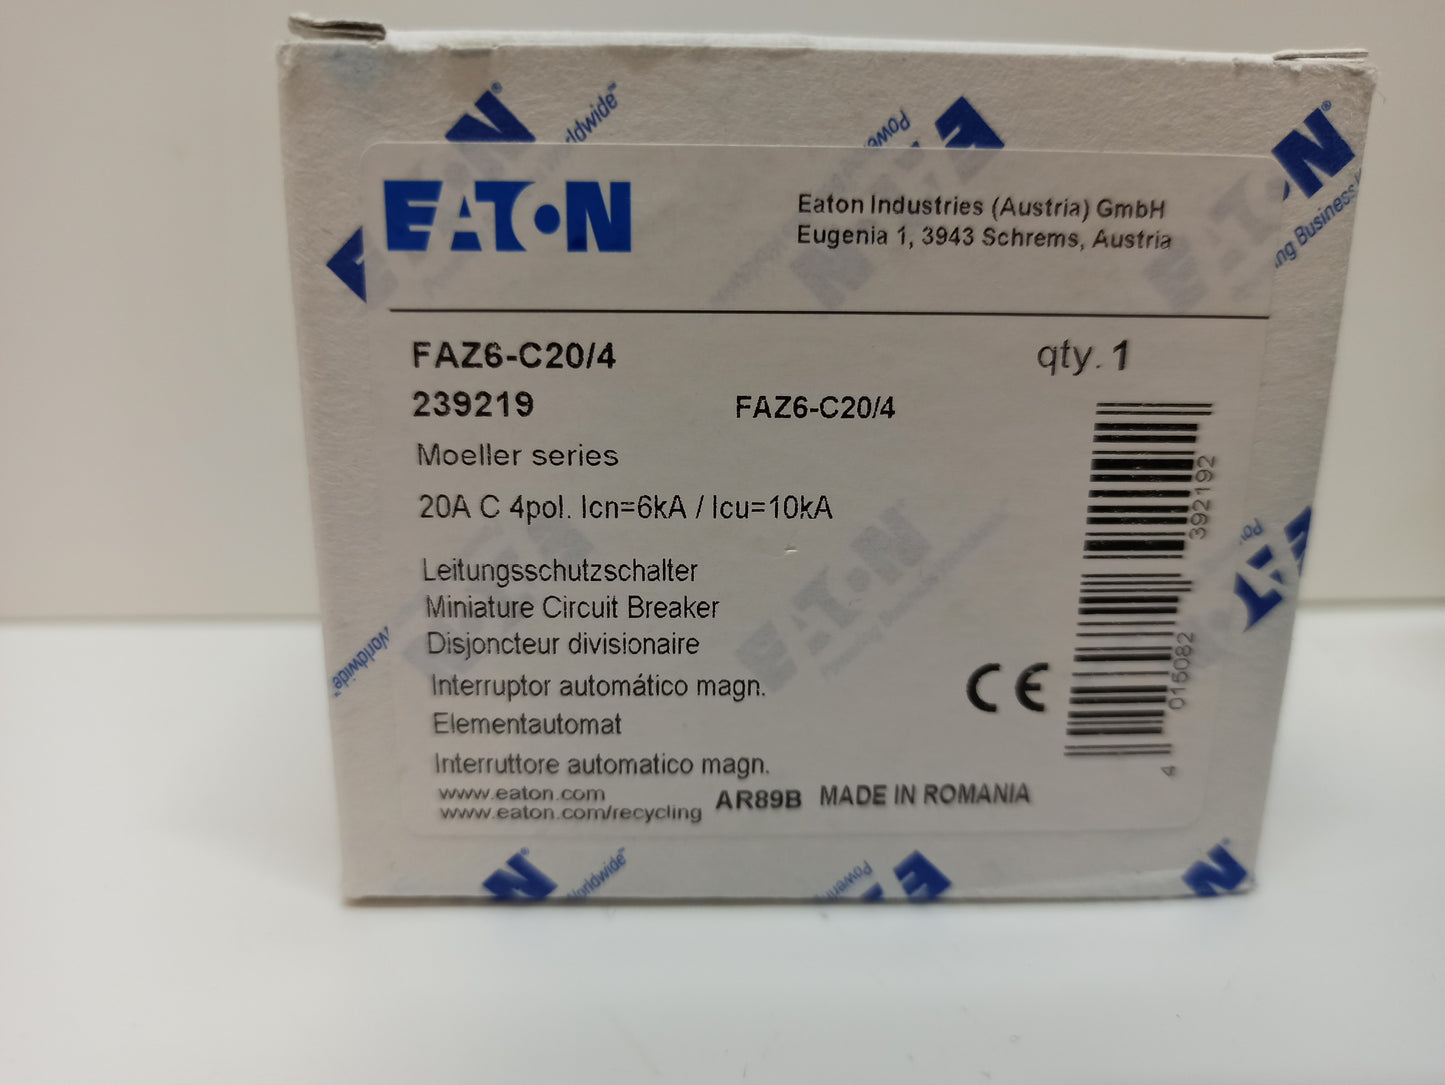 EATON
Eaton Industries (Austria) GmbH
Eugenia 1, 3943 Schrems, Austria
FAZ6-C20/4
qty. 1
239219
FAZ6-C20/4
Moeller series
20A C 4pol. Icn=6kA / Icu=10kA
Leitungsschutzschalter
Miniature Circuit Breaker
Disjoncteur divisionaire
Interruptor automático magn.
Elementautomat
Interruttore automatico magn.
www.eaton.com
www.eaton.com/recycling
AR89B MADE IN ROMANIA
CE
4 015082 392192